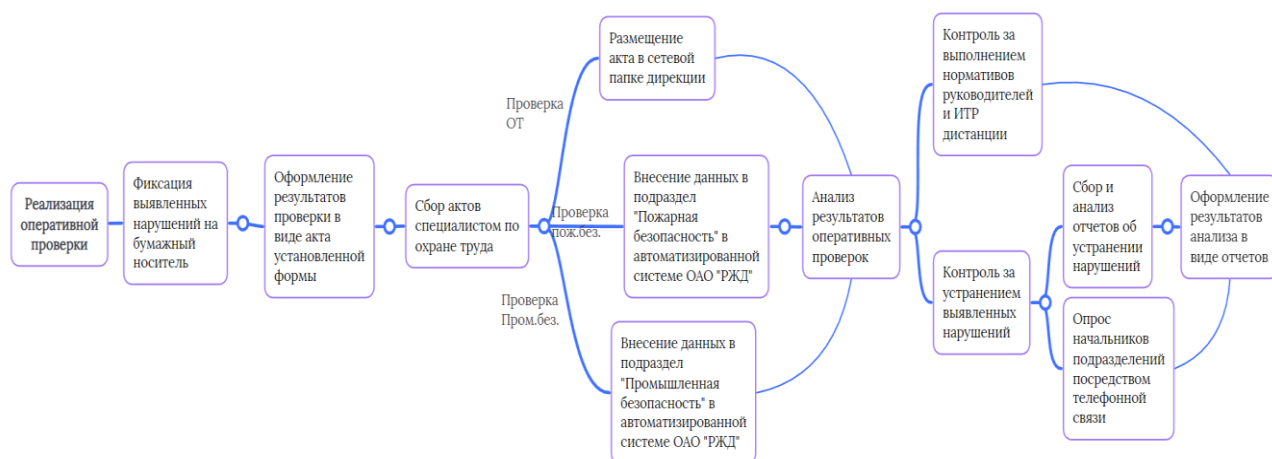 Реализация
оперативной
проверки
Фиксация
выявленных
нарушений на
бумажный
носитель
Оформление
результатов
проверки в
виде акта
установленной
формы
Сбор актов
специалистом по
охране труда
Проверка
ОТ
Проверка
пож.без.
Проверка
Пром.без.
Размещение
акта в сетевой
папке дирекции
Внесение данных в
подраздел
"Пожарная
безопасность" в
автоматизированной
системе ОАО "РЖД"
Внесение данных в
подраздел
"Промышленная
безопасность" в
автоматизированной
системе ОАО "РЖД"
Анализ
результатов
оперативных
проверок
Контроль за
выполнением
нормативов
руководителей
и ИТР
дистанции
Контроль за
устранением
выявленных
нарушений
Сбор и
анализ
отчетов об
устранении
нарушений
Опрос
начальников
подразделений
посредством
телефонной
связи
Оформление
результатов
анализа в
виде отчетов